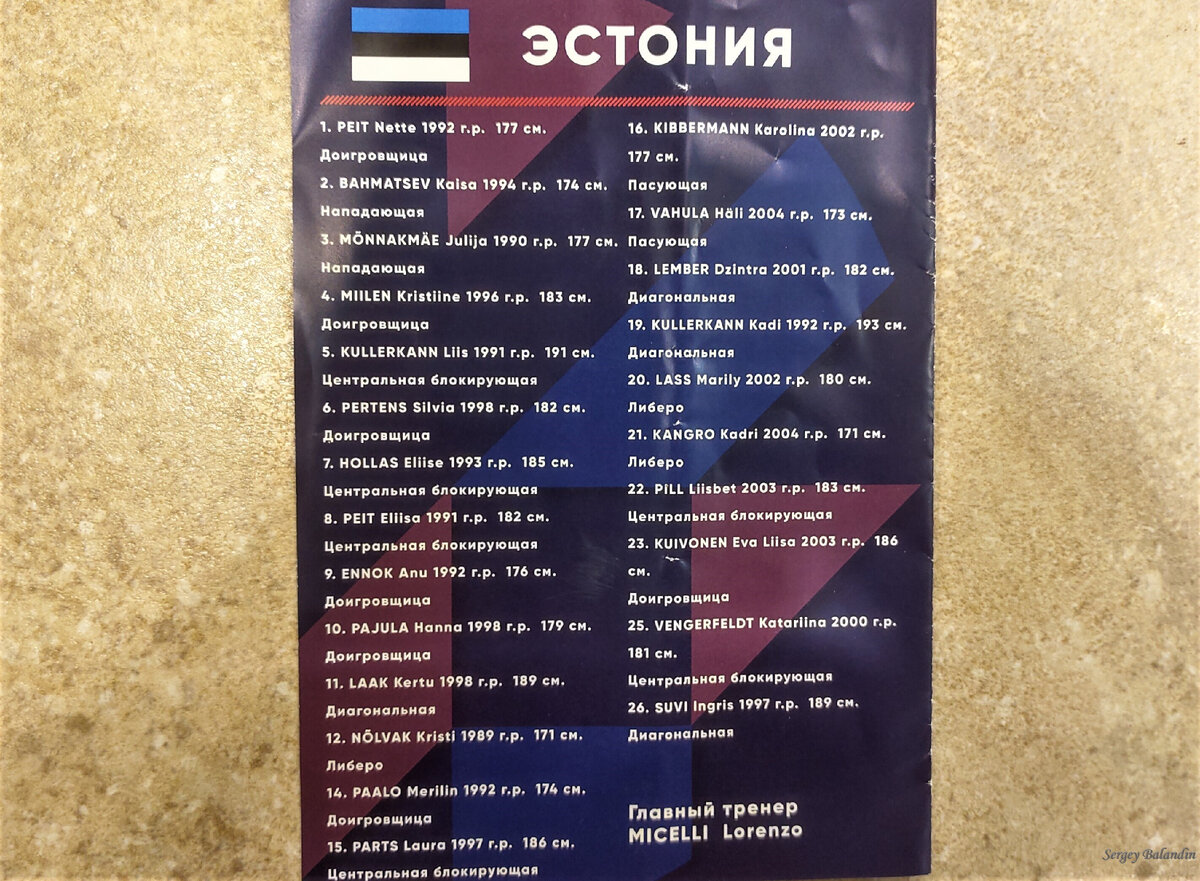 ЭСТОНИЯ
1. PEIT Nette 1992 г.р. 177 см.
Доигровщица
2. BAHMATSEV Kaisa 1994 г.р. 174 см.
Нападающая
3. MÕNNAKMÄE Julija 1990 г.р. 177 см.
Нападающая
4. MIILEN Kristiine 1996 г.р. 183 см.
Доигровщица
5. KULLERKANN Liis 1991 г.р. 191 см.
Центральная блокирующая
6. PERTENS Silvia 1998 г.р. 182 см.
Доигровщица
7. HOLLAS Eliise 1993 г.р. 185 см.
Центральная блокирующая
8. PEIT Eliisa 1991 г.р. 182 см.
Центральная блокирующая
9. ENNOK Anu 1992 г.р. 176 см.
Доигровщица
10. PAJULA Hanna 1998 г.р. 179 см.
Доигровщица
11. LAAK Kertu 1998 г.р. 189 см.
Диагональная
12. NÕLVAK Kristi 1989 г.р. 171 см.
Либеро
14. PAALO Merilin 1992 г.р. 174 см.
Доигровщица
15. PARTS Laura 1997 г.р. 186 см.
Центральная блокирующая
16. KIBBERMANN Karolina 2002 г.р.
177 см.
Пасующая
17. VAHULA Häli 2004 г.р. 173 см.
Пасующая
18. LEMBER Dzintra 2001 г.р. 182 см.
Диагональная
19. KULLERKANN Kadi 1992 г.р. 193 см.
Диагональная
20. LASS Marily 2002 г.р. 180 см.
Либеро
21. KANGRO Kadri 2004 г.р. 171 см.
Либеро
22. PiLL Liisbet 2003 г.р. 183 см.
Центральная блокирующая
23. KUIVONEN Eva Liisa 2003 г.р. 186
см.
Доигровщица
25. VENGERFELDT Katariina 2000 г.р.
181 см.
Центральная блокирующая
26. SUVI Ingris 1997 г.р. 189 см.
Диагональная
Главный тренер
MICELLI Lorenzo
Sergey Balandin